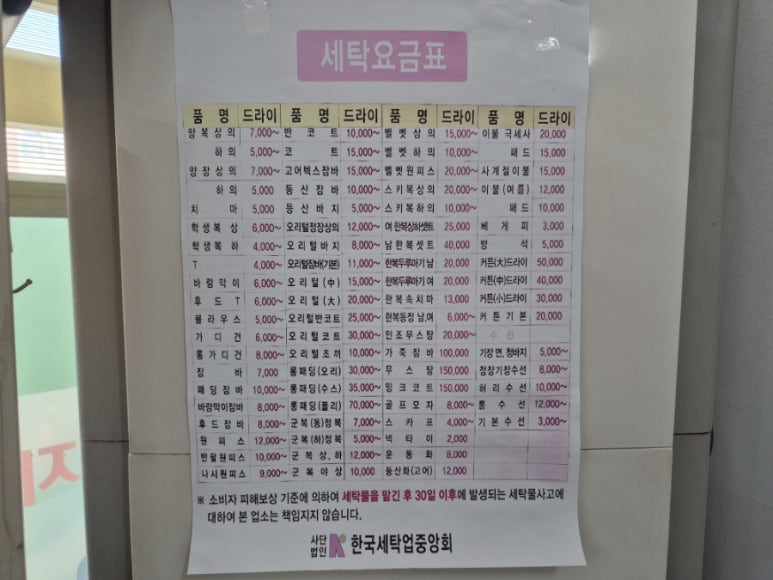 세탁요금표
품 명 드라이 품 명 드라이 품 명 드라이 품 명 드라이
양복상의 7,000~ 반코트 10,000~ 벨벳상의 15,000~ 이불 극세사 20,000
하의 5,000~ 코트 15,000~ 벨벳하의 10,000~ 패드 15,000
양장상의 7,000~ 고어텍스잠바 15,000~ 벨벳원피스 20,000~ 사계절이불 15,000
하의 5,000 등산잠바 10,000~ 스키복상의 20,000~ 이불(여름) 12,000
치마 5,000 등산바지 5,000~ 스키복하의 10,000~ 패드 10,000
학생복상 6,000~ 오리털정장상의 12,000~ 여한복상하셋트 25,000 베게피 3,000
학생복하 4,000~ 오리털바지 8,000~ 남한복셋트 40,000 방석 5,000
T 4,000~ 오리털잠바(기본) 11,000~ 한복두루마기 남 20,000 커튼(大)드라이 50,000
바람막이 6,000~ 오리털(中) 15,000~ 한복두루마기 여 20,000 커튼(中)드라이 40,000
후드T 6,000~ 오리털(大) 20,000~ 한복속치마 13,000 커튼(小)드라이 30,000
블라우스 5,000~ 오리털반코트 25,000~ 한복동정 남,여 6,000~ 커튼기본 20,000
가디건 6,000~ 오리털코트 30,000~ 인조무스탕 20,000~ 수선
롱가디건 8,000~ 오리털조끼 10,000~ 가죽잠바 100,000 기장 면,청바지 5,000~
잠바 7,000 롱패딩(오리) 30,000~ 무스탕 150,000 정장기장수선 8,000~
패딩잠바 10,000~ 롱패딩(수스) 35,000~ 밍크코트 150,000 허리수선 10,000~
바람막이잠바 8,000~ 롱패딩(폴리) 70,000~ 골프모자 8,000~ 통수선 12,000~
후드잠바 8,000~ 군복(동)정복 7,000~ 스카프 4,000~ 기본수선 3,000~
원피스 12,000~ 군복(하)정복 5,000~ 넥타이 2,000
반팔원피스 10,000~ 군복상,하 12,000~ 운동화 8,000
나시원피스 9,000~ 군복야상 10,000 등산화(고어) 12,000
※ 소비자 피해보상 기준에 의하여 세탁물을 맡긴 후 30일 이후에 발생되는 세탁물사고에
대하여 본 업소는 책임지지 않습니다.
사단법인 한국세탁업중앙회